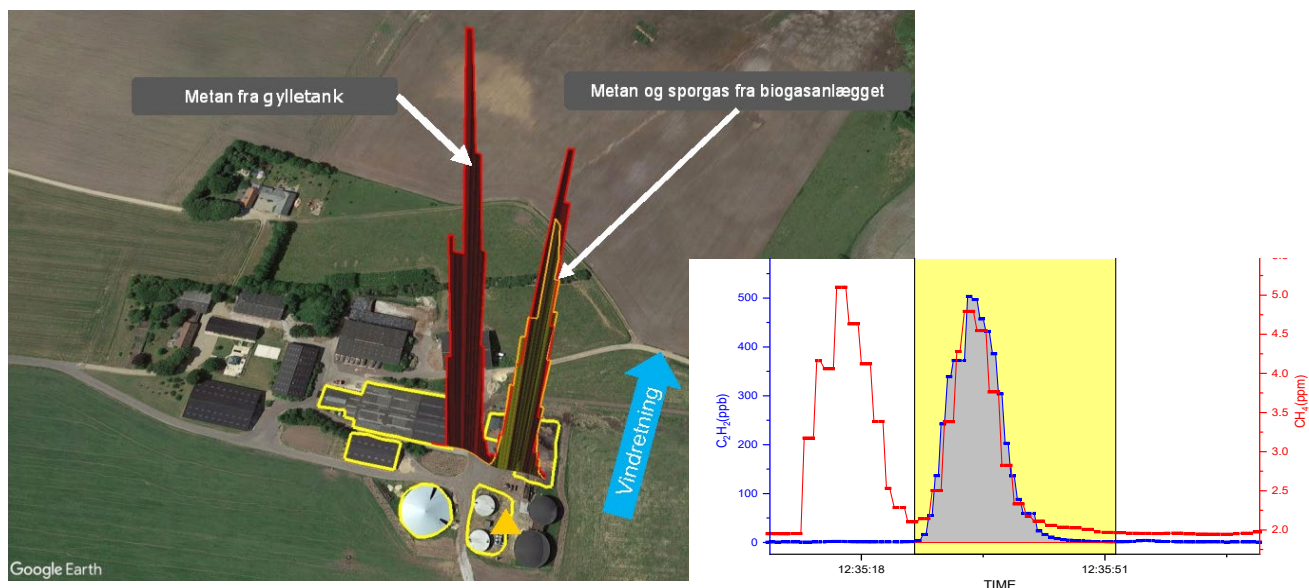 Metan fra gylletank
Metan og sporgas fra biogasanlægget
Vindretning
Google Earth
C₂H₂(ppb)
500
400
300
200
100
0
5.0
4.5
4.0
3.5
3.0
2.5
2.0
CH₄(ppm)
12:35:18
12:35:51
TIME